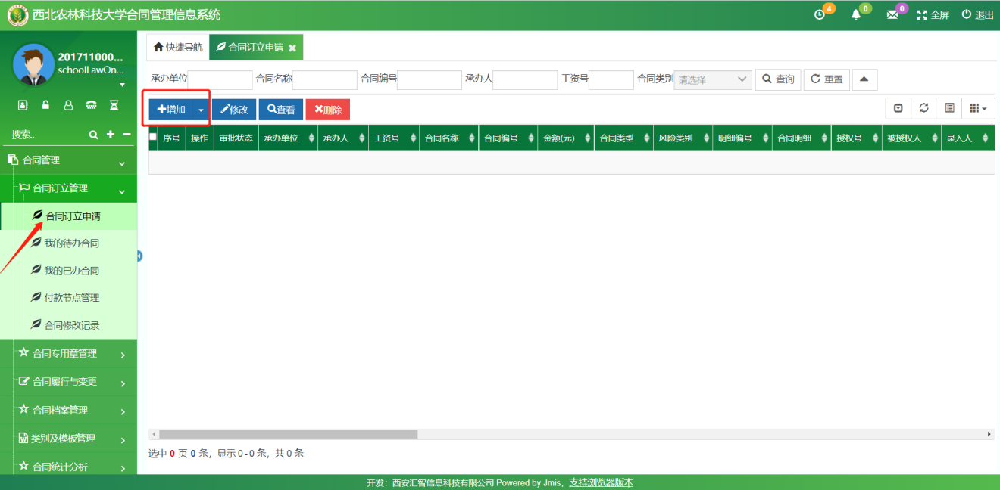 西北农林科技大学合同管理信息系统
4 0 0 全屏 退出
201711000...
schoolLawOn...
搜索..
合同管理
合同订立管理
合同订立申请
我的待办合同
我的已办合同
付款节点管理
合同修改记录
合同专用章管理
合同履行与变更
合同档案管理
类别及模板管理
合同统计分析
快捷导航 合同订立申请
承办单位 合同名称 合同编号 承办人 工资号 合同类别 请选择 查询 重置
增加 修改 查看 删除
序号 操作 审批状态 承办单位 承办人 工资号 合同名称 合同编号 金额(元) 合同类型 风险类别 明细编号 合同明细 授权号 被授权人 录入人
选中 0 页 0 条，显示 0 - 0 条，共 0 条
开发：西安汇智信息科技有限公司 Powered by Jmis，支持浏览器版本